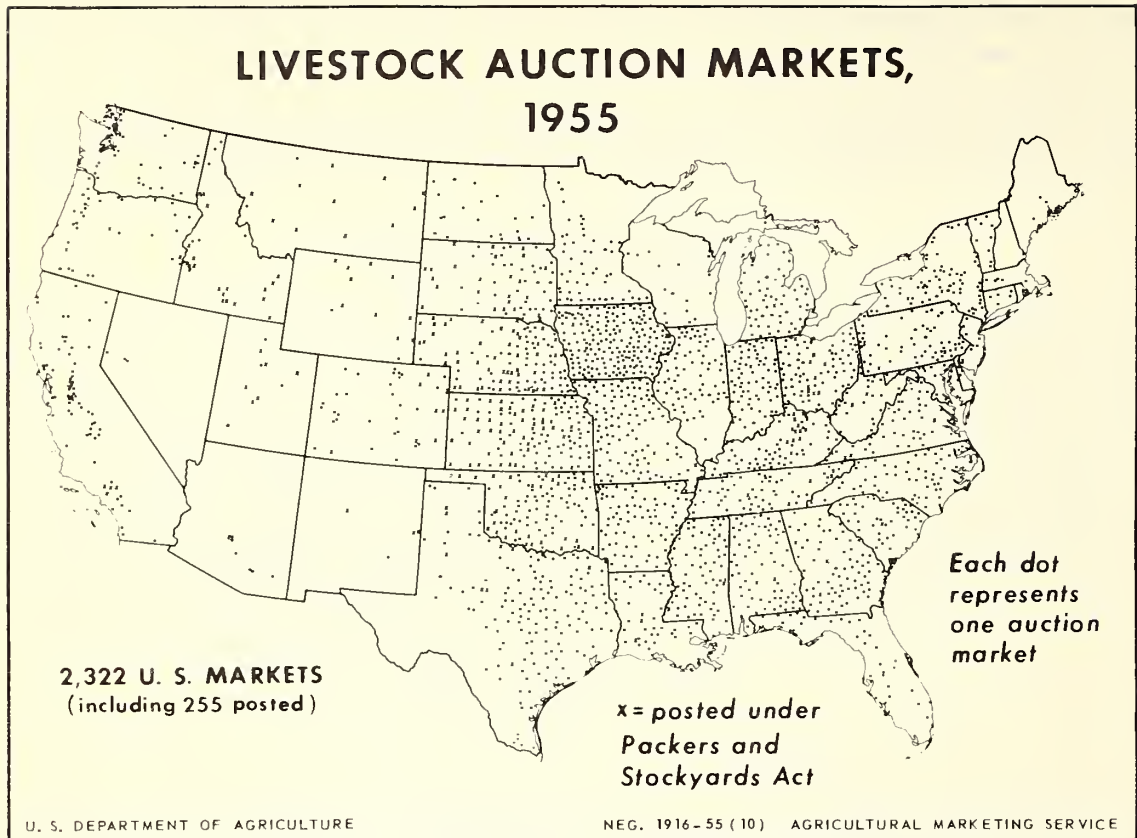 LIVESTOCK AUCTION MARKETS,
1955
Each dot
represents
one auction
market
2,322 U. S. MARKETS
(including 255 posted)
x = posted under
Packers and
Stockyards Act
U. S. DEPARTMENT OF AGRICULTURE
NEG. 1916-55 (10) AGRICULTURAL MARKETING SERVICE